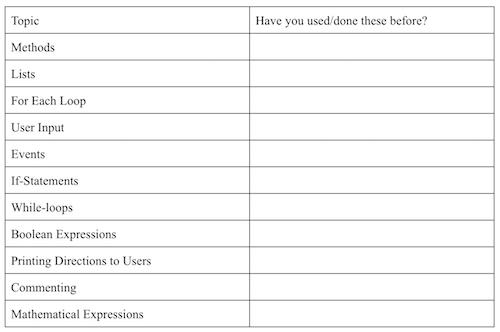 Topic Have you used/done these before?
Methods
Lists
For Each Loop
User Input
Events
If-Statements
While-loops
Boolean Expressions
Printing Directions to Users
Commenting
Mathematical Expressions